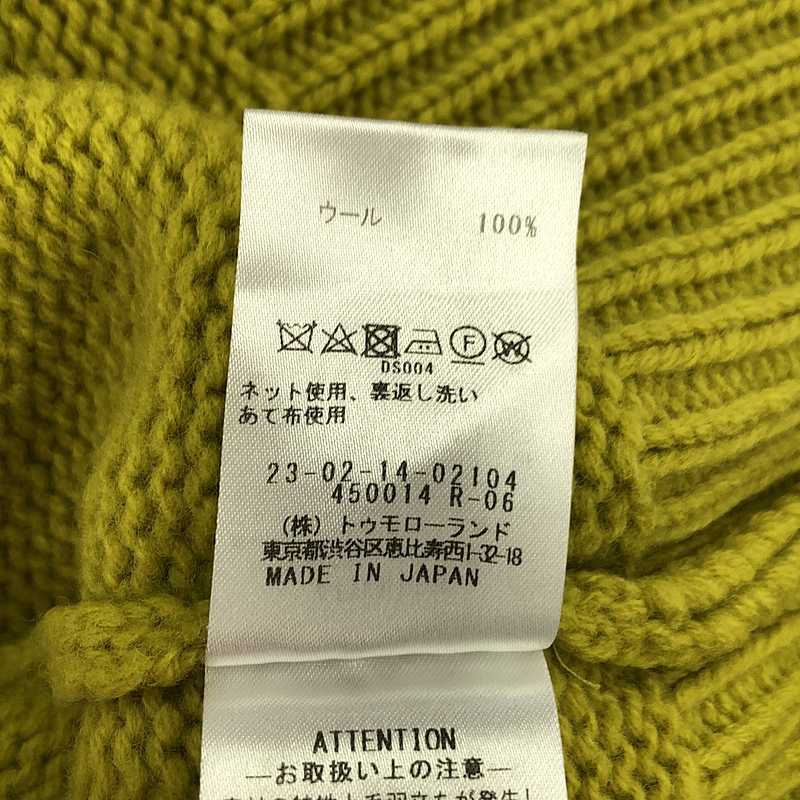 ウール 100%
F W
DS004
ネット使用、裏返し洗い
あて布使用
23-02-14-02104
450014 R-06
(株) トゥモローランド
東京都渋谷区恵比寿西1-32-18
MADE IN JAPAN
ATTENTION
—お取扱い上の注意—